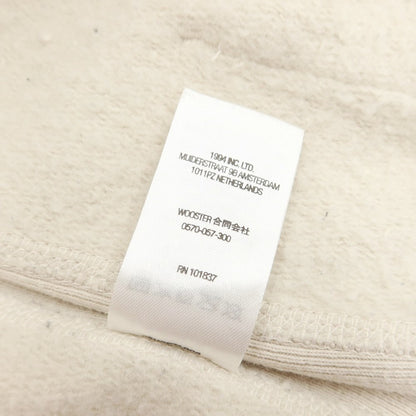 1994 INC. LTD.
MUIDERSTRAAT 9B AMSTERDAM
1011PZ NETHERLANDS
WOOSTER 合同会社
0570-057-300
RN 101837